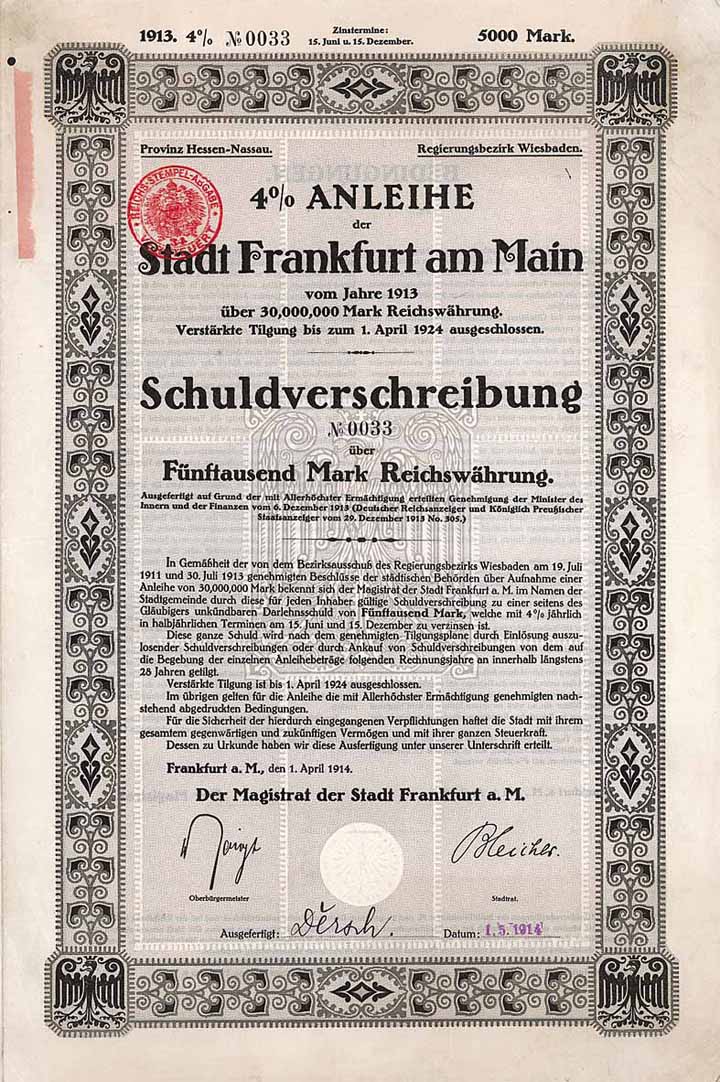 1913. 4% №0033 Zinstermine: 5000 Mark.
15. Juni u. 15. Dezember.
Provinz Hessen-Nassau. Regierungsbezirk Wiesbaden.
REICHS-STEMPEL-ABGABE
4% ANLEIHE
der
Stadt Frankfurt am Main
vom Jahre 1913
über 30,000,000 Mark Reichswährung.
Verstärkte Tilgung bis zum 1. April 1924 ausgeschlossen.
Schuldverschreibung
№0033
über
Fünftausend Mark Reichswährung.
Ausgefertigt auf Grund der mit Allerhöchster Ermächtigung erteilten Genehmigung der Minister des
Innern und der Finanzen vom 6. Dezember 1913 (Deutscher Reichsanzeiger und Königlich Preußischer
Staatsanzeiger vom 29. Dezember 1913 No. 305.)
In Gemäßheit der von dem Bezirksausschuß des Regierungsbezirks Wiesbaden am 19. Juli
1911 und 30. Juli 1913 genehmigten Beschlüsse der städtischen Behörden über Aufnahme einer
Anleihe von 30,000,000 Mark bekennt sich der Magistrat der Stadt Frankfurt a. M. im Namen der
Stadtgemeinde durch diese für jeden Inhaber gültige Schuldverschreibung zu einer seitens des
Gläubigers unkündbaren Darlehnsschuld von Fünftausend Mark, welche mit 4% jährlich
in halbjährlichen Terminen am 15. Juni und 15. Dezember zu verzinsen ist.
Diese ganze Schuld wird nach dem genehmigten Tilgungsplane durch Einlösung auszu-
losender Schuldverschreibungen oder durch Ankauf von Schuldverschreibungen von dem auf
die Begebung der einzelnen Anleihebeträge folgenden Rechnungsjahre an innerhalb längstens
28 Jahren getilgt.
Verstärkte Tilgung ist bis 1. April 1924 ausgeschlossen.
Im übrigen gelten für die Anleihe die mit Allerhöchster Ermächtigung genehmigten nach-
stehend abgedruckten Bedingungen.
Für die Sicherheit der hierdurch eingegangenen Verpflichtungen haftet die Stadt mit ihrem
gesamtem gegenwärtigen und zukünftigen Vermögen und mit ihrer ganzen Steuerkraft.
Dessen zu Urkunde haben wir diese Ausfertigung unter unserer Unterschrift erteilt.
Frankfurt a. M., den 1. April 1914.
Der Magistrat der Stadt Frankfurt a. M.
Voigt Bleicher.
Oberbürgermeister Stadtrat.
Ausgefertigt: Dersch. Datum: 1.5.1914